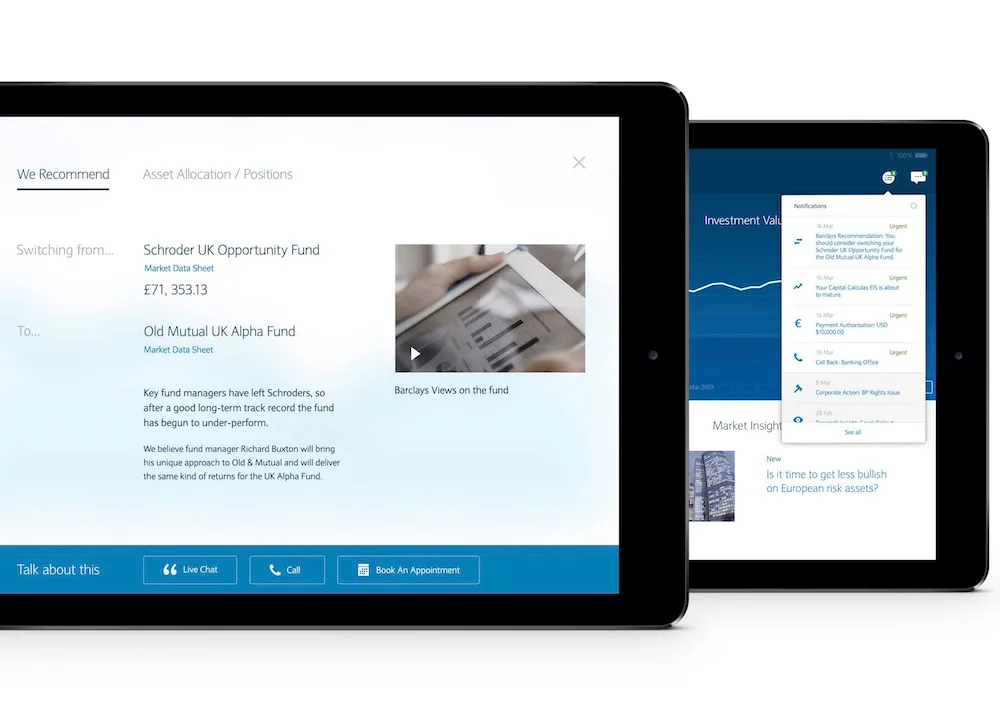 We Recommend
Asset Allocation / Positions
Switching from...
Schroder UK Opportunity Fund
Market Data Sheet
£71, 353.13
To...
Old Mutual UK Alpha Fund
Market Data Sheet
Key fund managers have left Schroders, so
after a good long-term track record the fund
has begun to under-perform.
We believe fund manager Richard Buxton will bring
his unique approach to Old & Mutual and will deliver
the same kind of returns for the UK Alpha Fund.
Barclays Views on the fund
Talk about this
Live Chat
Call
Book An Appointment
100%
Investment Valu
Notifications
16 Mar
Urgent
Barclays Recommendation: You
should consider switching your
Schroder UK Opportunity Fund for
the Old Mutual UK Alpha Fund.
16 Mar
Urgent
Your Capital Calculas EIS is about
to mature.
16 Mar
Urgent
Payment Authorisation: USD
$10,000.00
16 Mar
Urgent
Call Back: Banking Office
8 Mar
Corporate Action: BP Rights Issue
28 Feb
See all
Mar 2013
Market Insight
New
Is it time to get less bullish
on European risk assets?